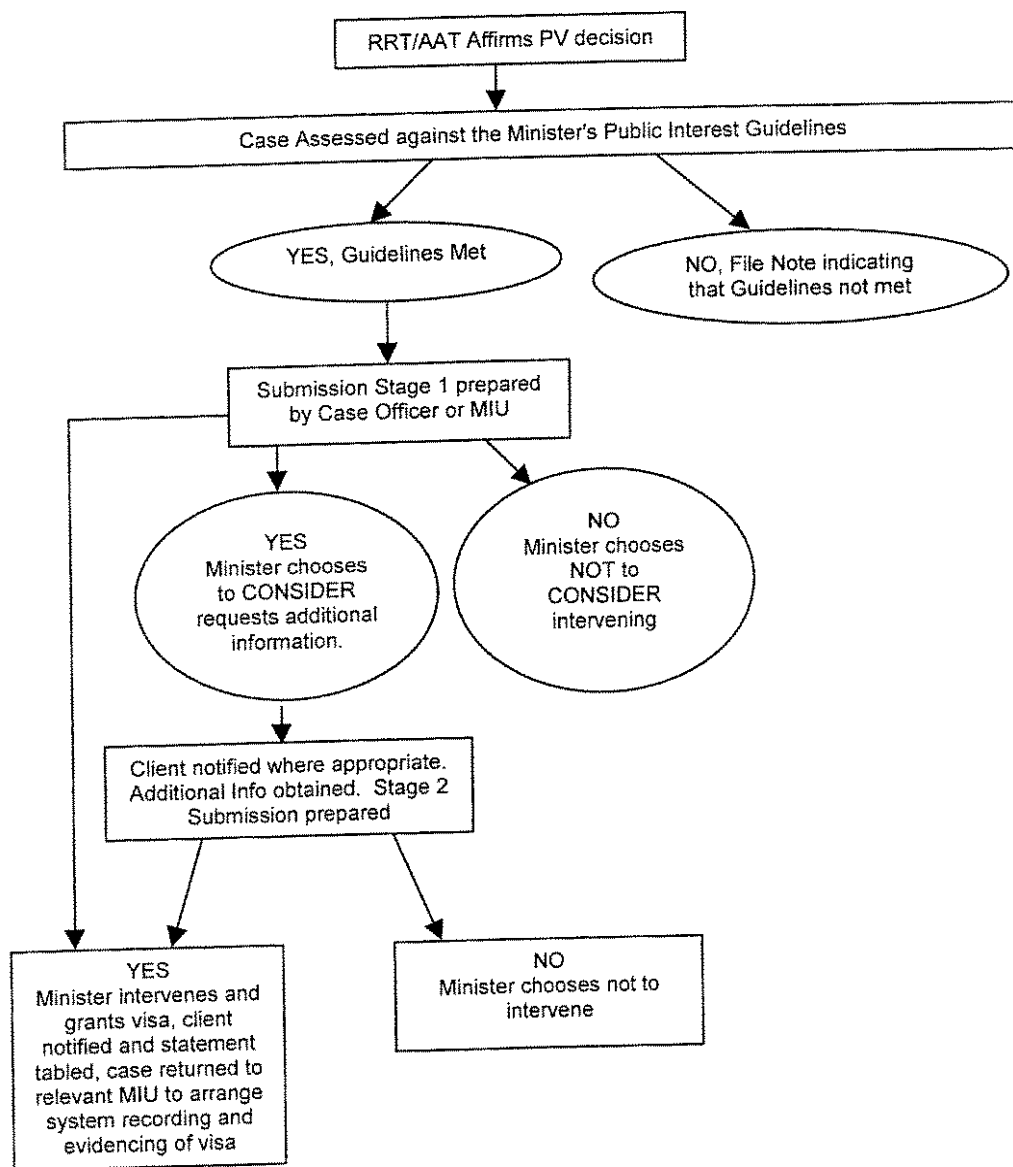 RRT/AAT Affirms PV decision
Case Assessed against the Minister's Public Interest Guidelines
YES, Guidelines Met
NO, File Note indicating
that Guidelines not met
Submission Stage 1 prepared
by Case Officer or MIU
YES
Minister chooses
to CONSIDER
requests additional
information.
NO
Minister chooses
NOT to
CONSIDER
intervening
Client notified where appropriate.
Additional Info obtained. Stage 2
Submission prepared
YES
Minister intervenes and
grants visa, client
notified and statement
tabled, case returned to
relevant MIU to arrange
system recording and
evidencing of visa
NO
Minister chooses not to
intervene